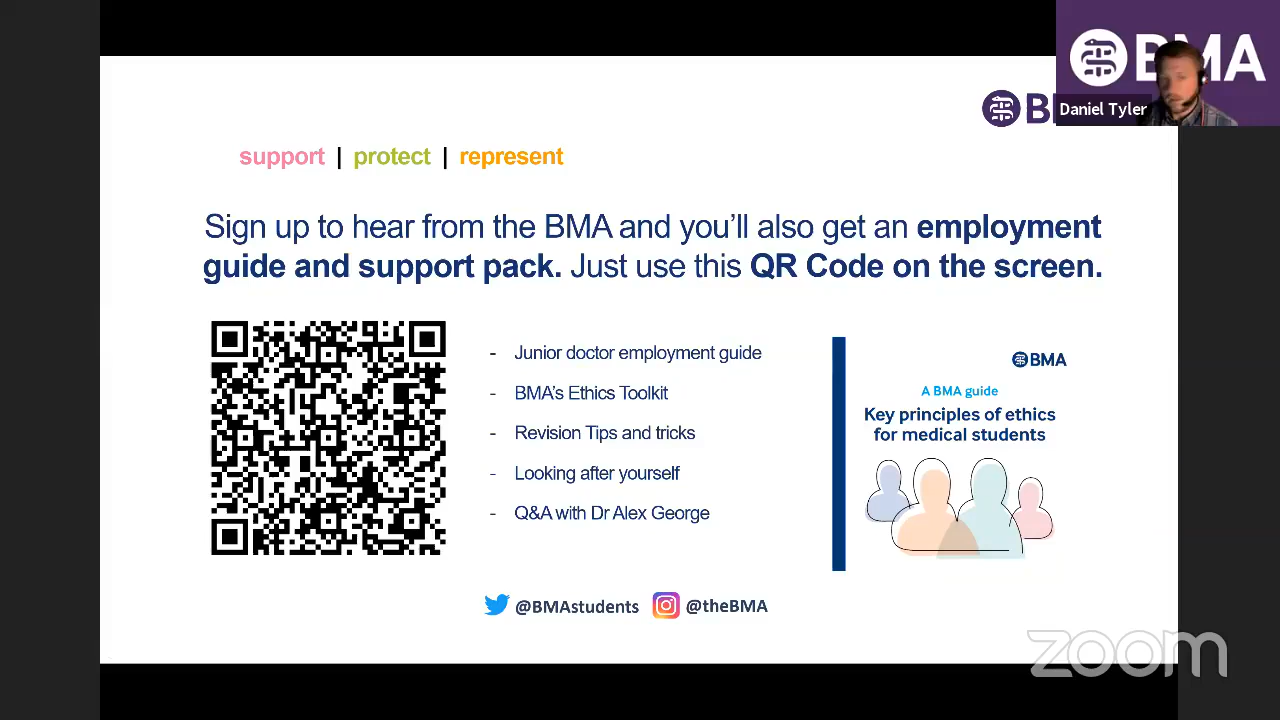 BMA
Daniel Tyler
support | protect | represent
Sign up to hear from the BMA and you'll also get an employment
guide and support pack. Just use this QR Code on the screen.
- Junior doctor employment guide
- BMA's Ethics Toolkit
- Revision Tips and tricks
- Looking after yourself
- Q&A with Dr Alex George
BMA
A BMA guide
Key principles of ethics
for medical students
@BMAstudents @theBMA
zoom